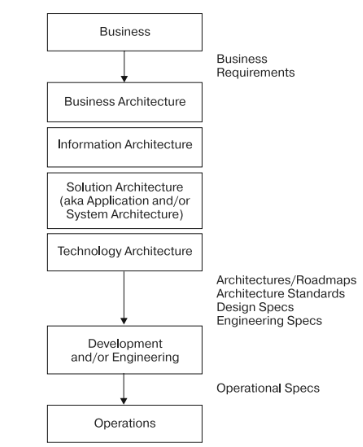 Business
Business
Requirements
Business Architecture
Information Architecture
Solution Architecture
(aka Application and/or
System Architecture)
Technology Architecture
Architectures/Roadmaps
Architecture Standards
Design Specs
Engineering Specs
Development
and/or Engineering
Operational Specs
Operations